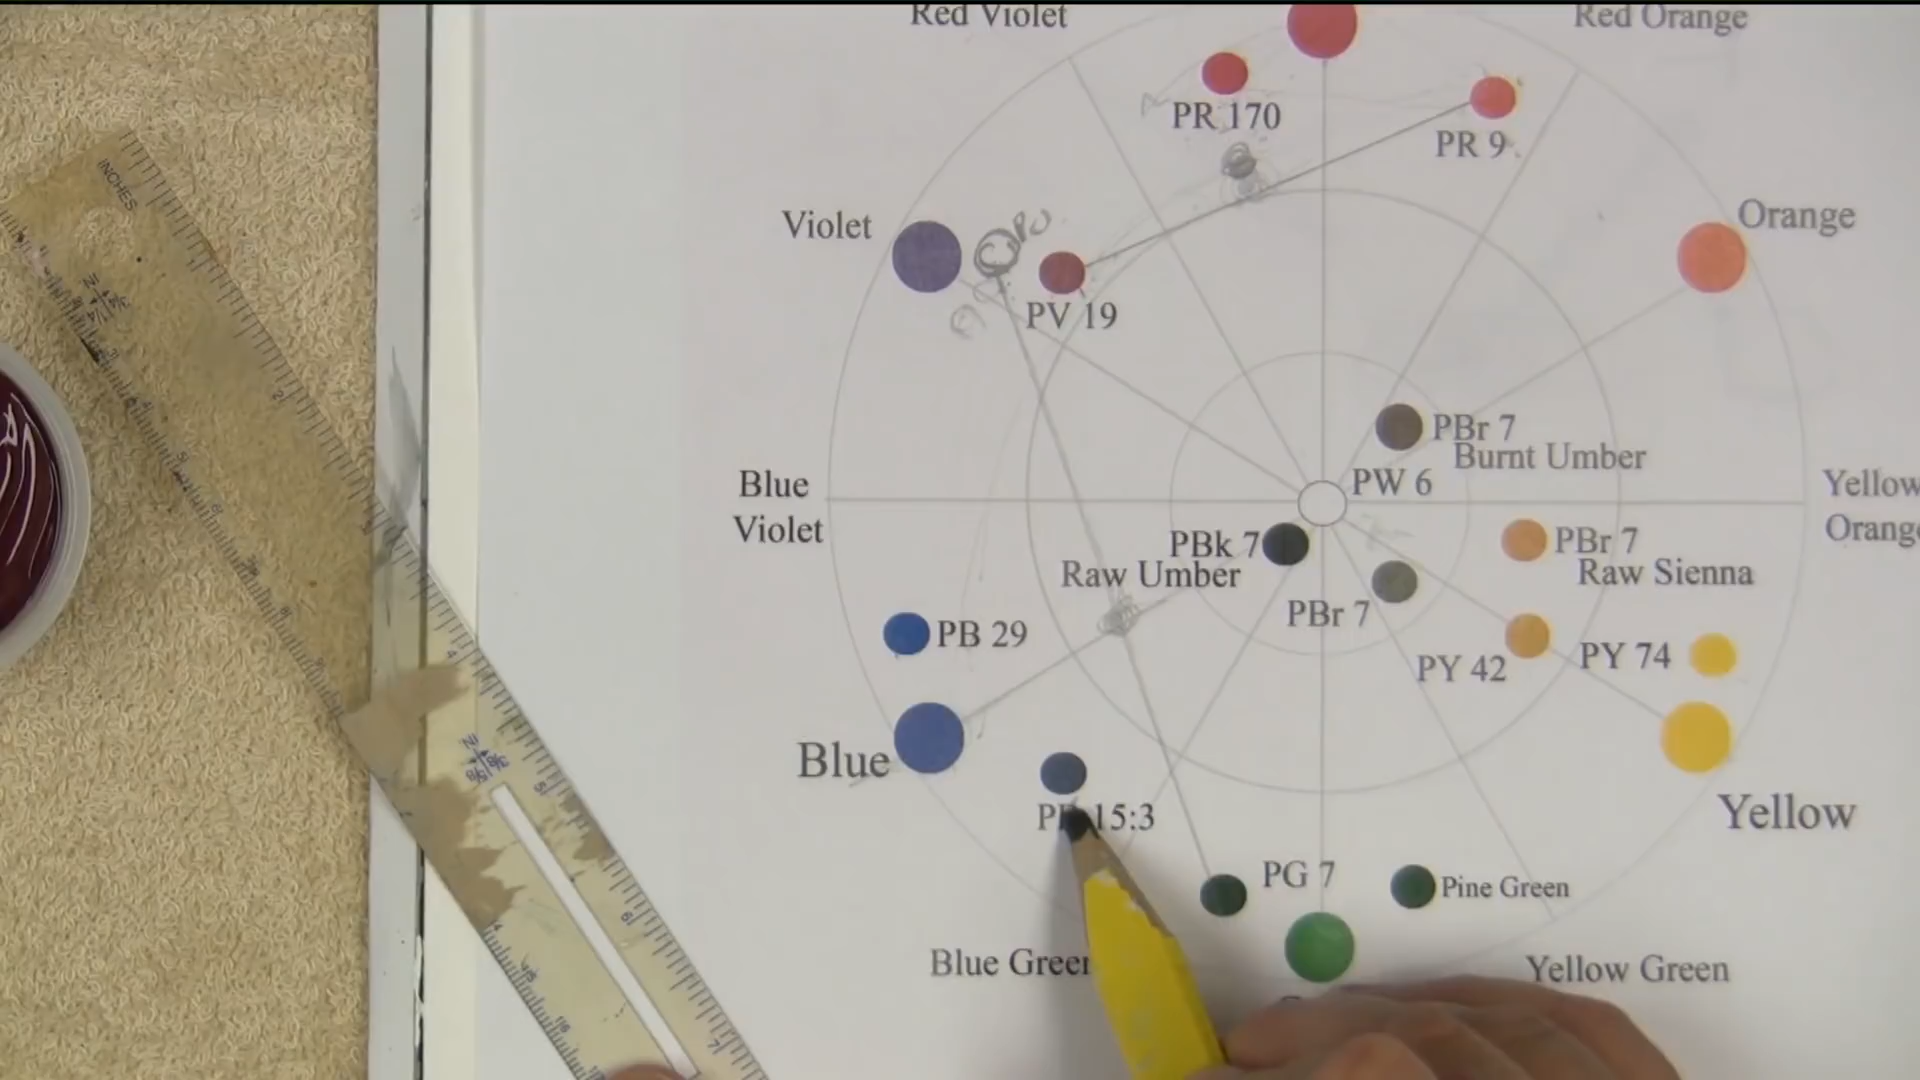 Red Violet
Red Orange
PR 170
PR 9
Violet
Orange
PV 19
PBr 7
Burnt Umber
PW 6
Blue
Violet
Yellow
Orang
PBk 7
Raw Umber
PBr 7
Raw Sienna
PBr 7
PB 29
PY 42
PY 74
Blue
15:3
Yellow
PG 7
Pine Green
Blue Green
Yellow Green
INCHES